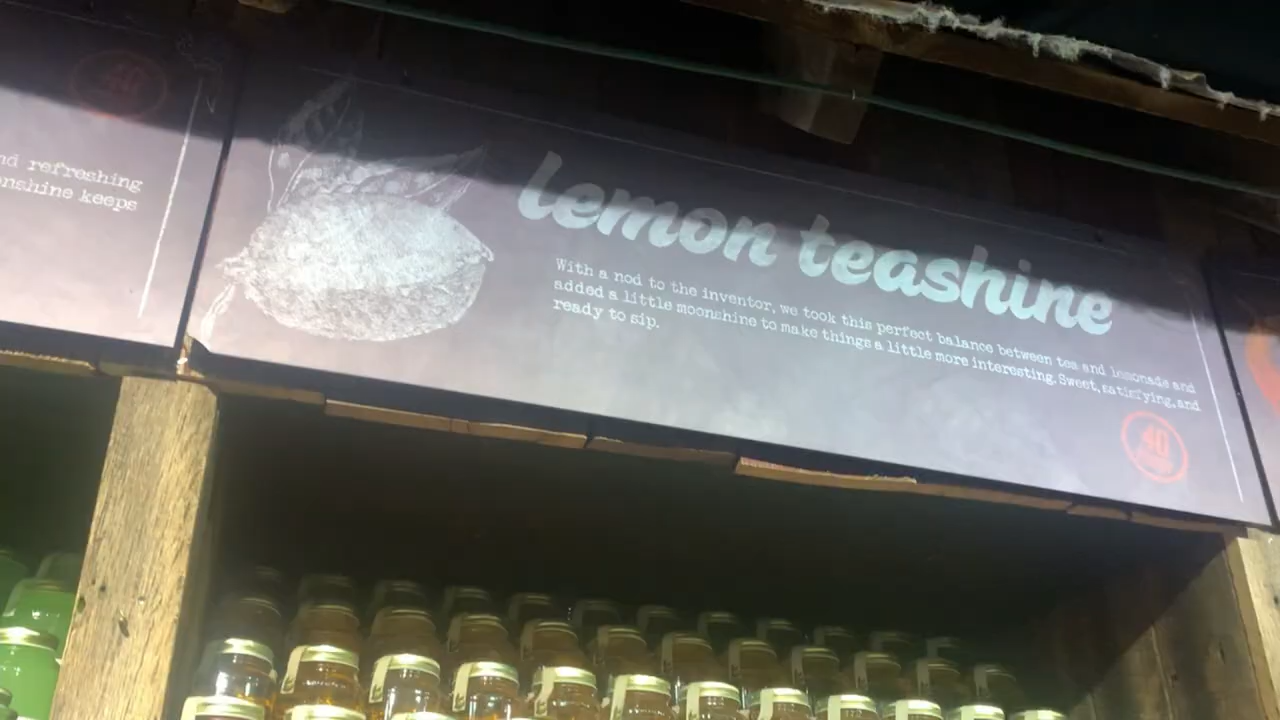 40
nd refreshing
onshine keeps
lemon teashine
With a nod to the inventor, we took this perfect balance between tea and lemonade and
added a little moonshine to make things a little more interesting. Sweet, satisfying, and
ready to sip.
40